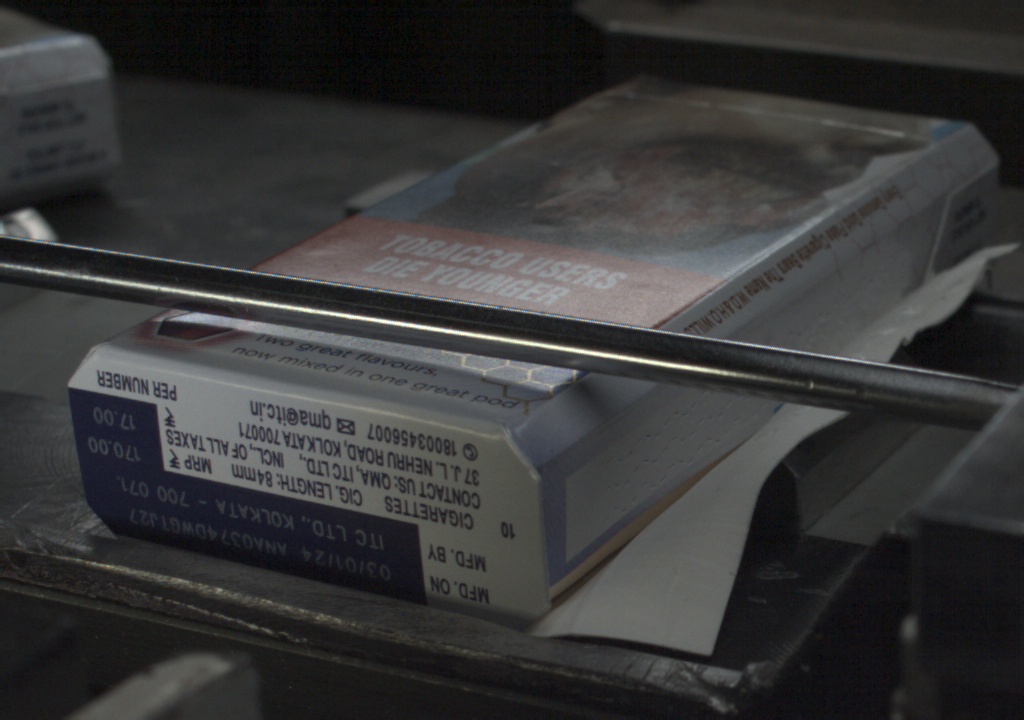 TOBACCO USERS
DIE YOUNGER
Two great flavours.
now mixed in one great pod
MFD. ON 03/01/24 ANA0374DWGTJ27
MFD. BY ITC LTD., KOLKATA - 700 071.
10 CIGARETTES CIG. LENGTH: 84mm
CONTACT US: QMA, ITC LTD.,
37 J. L. NEHRU ROAD, KOLKATA 700071
18003456007 qma@itc.in
MRP ₹ 170.00
INCL., OF ALL TAXES
PER NUMBER ₹ 17.00